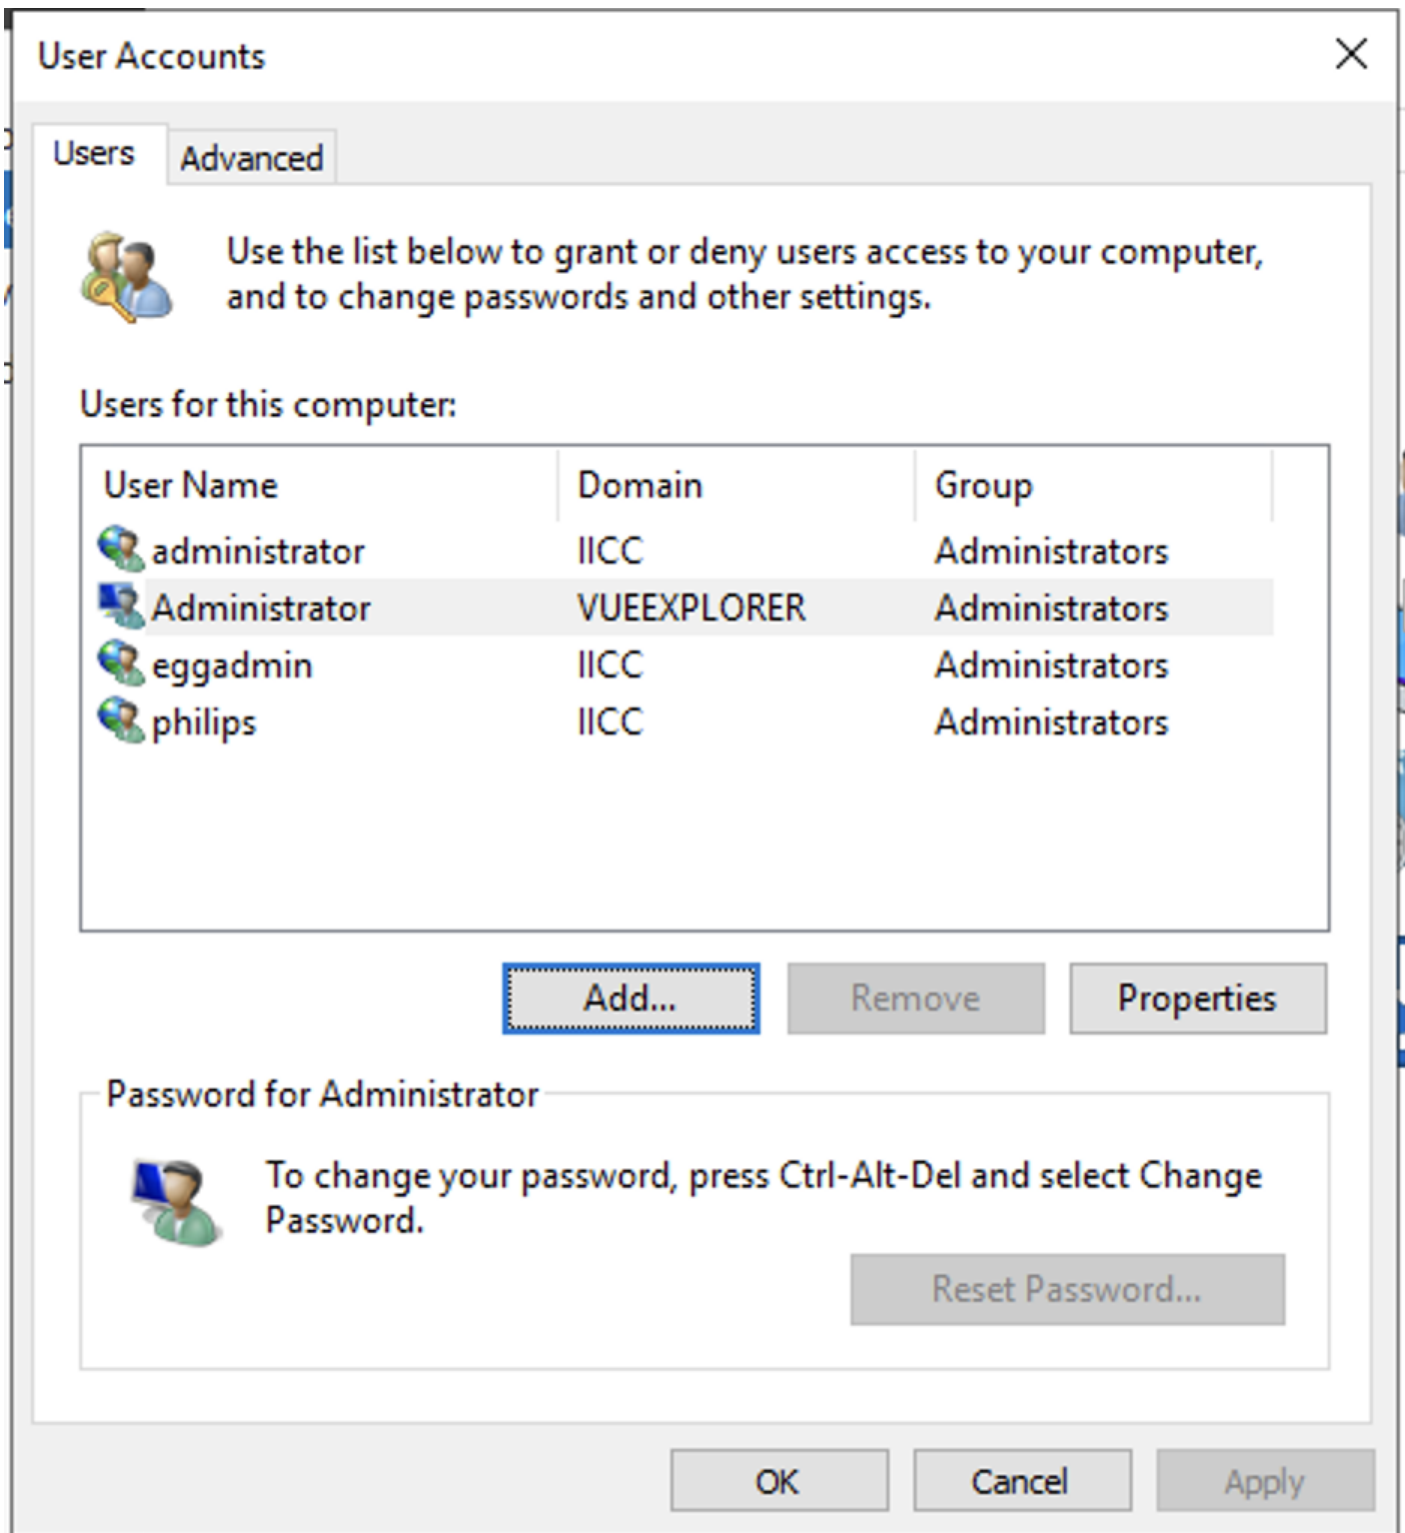 User Accounts
Users
Advanced
Use the list below to grant or deny users access to your computer,
and to change passwords and other settings.
Users for this computer:
User Name Domain Group
administrator IICC Administrators
Administrator VUEEXPLORER Administrators
eggadmin IICC Administrators
philips IICC Administrators
Add... Remove Properties
Password for Administrator
To change your password, press Ctrl-Alt-Del and select Change
Password.
Reset Password...
OK Cancel Apply